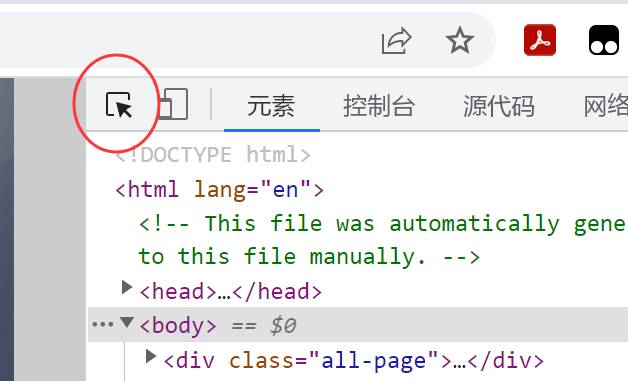 元素 控制台 源代码 网络
<!DOCTYPE html>
<html lang="en">
<!-- This file was automatically gene
to this file manually. -->
<head>…</head>
<body> == $0
<div class="all-page">…</div>